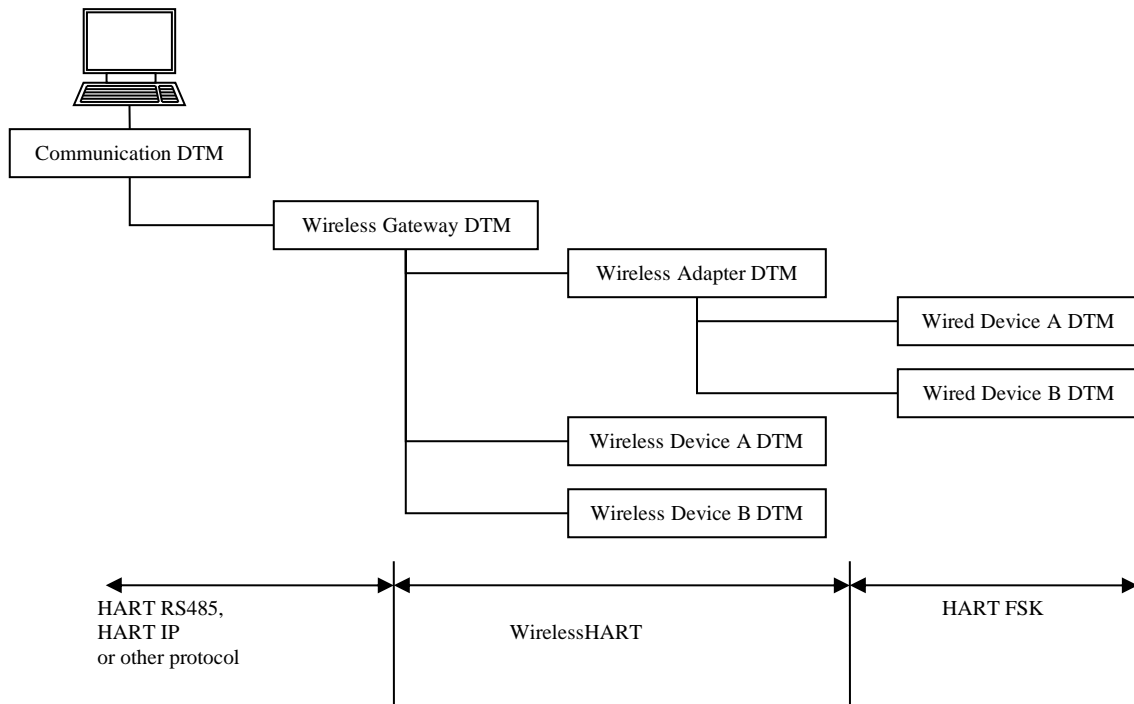 Communication DTM
Wireless Gateway DTM
Wireless Adapter DTM
Wired Device A DTM
Wired Device B DTM
Wireless Device A DTM
Wireless Device B DTM
HART RS485,
HART IP
or other protocol
WirelessHART
HART FSK